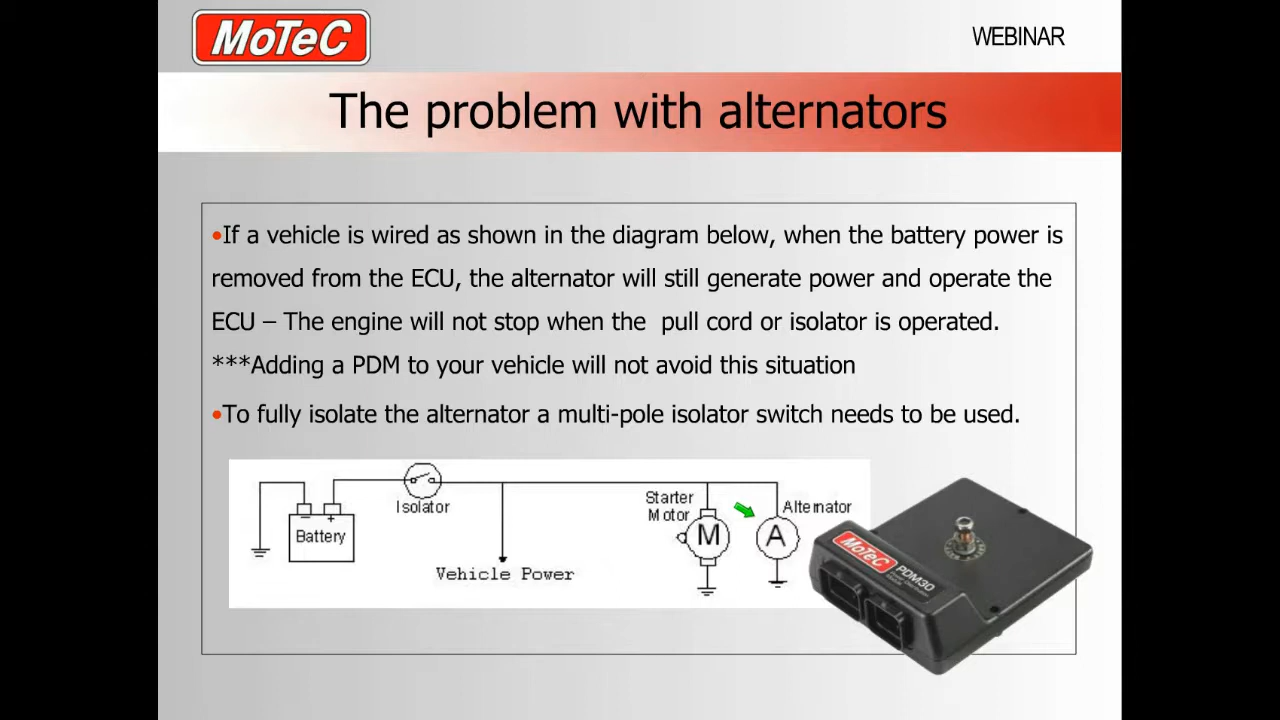 MoTeC
WEBINAR
The problem with alternators
•If a vehicle is wired as shown in the diagram below, when the battery power is
removed from the ECU, the alternator will still generate power and operate the
ECU – The engine will not stop when the  pull cord or isolator is operated.
***Adding a PDM to your vehicle will not avoid this situation
•To fully isolate the alternator a multi-pole isolator switch needs to be used.
Isolator
Battery
- +
Vehicle Power
Starter
Motor
M
Alternator
A
MoTeC
PDM30